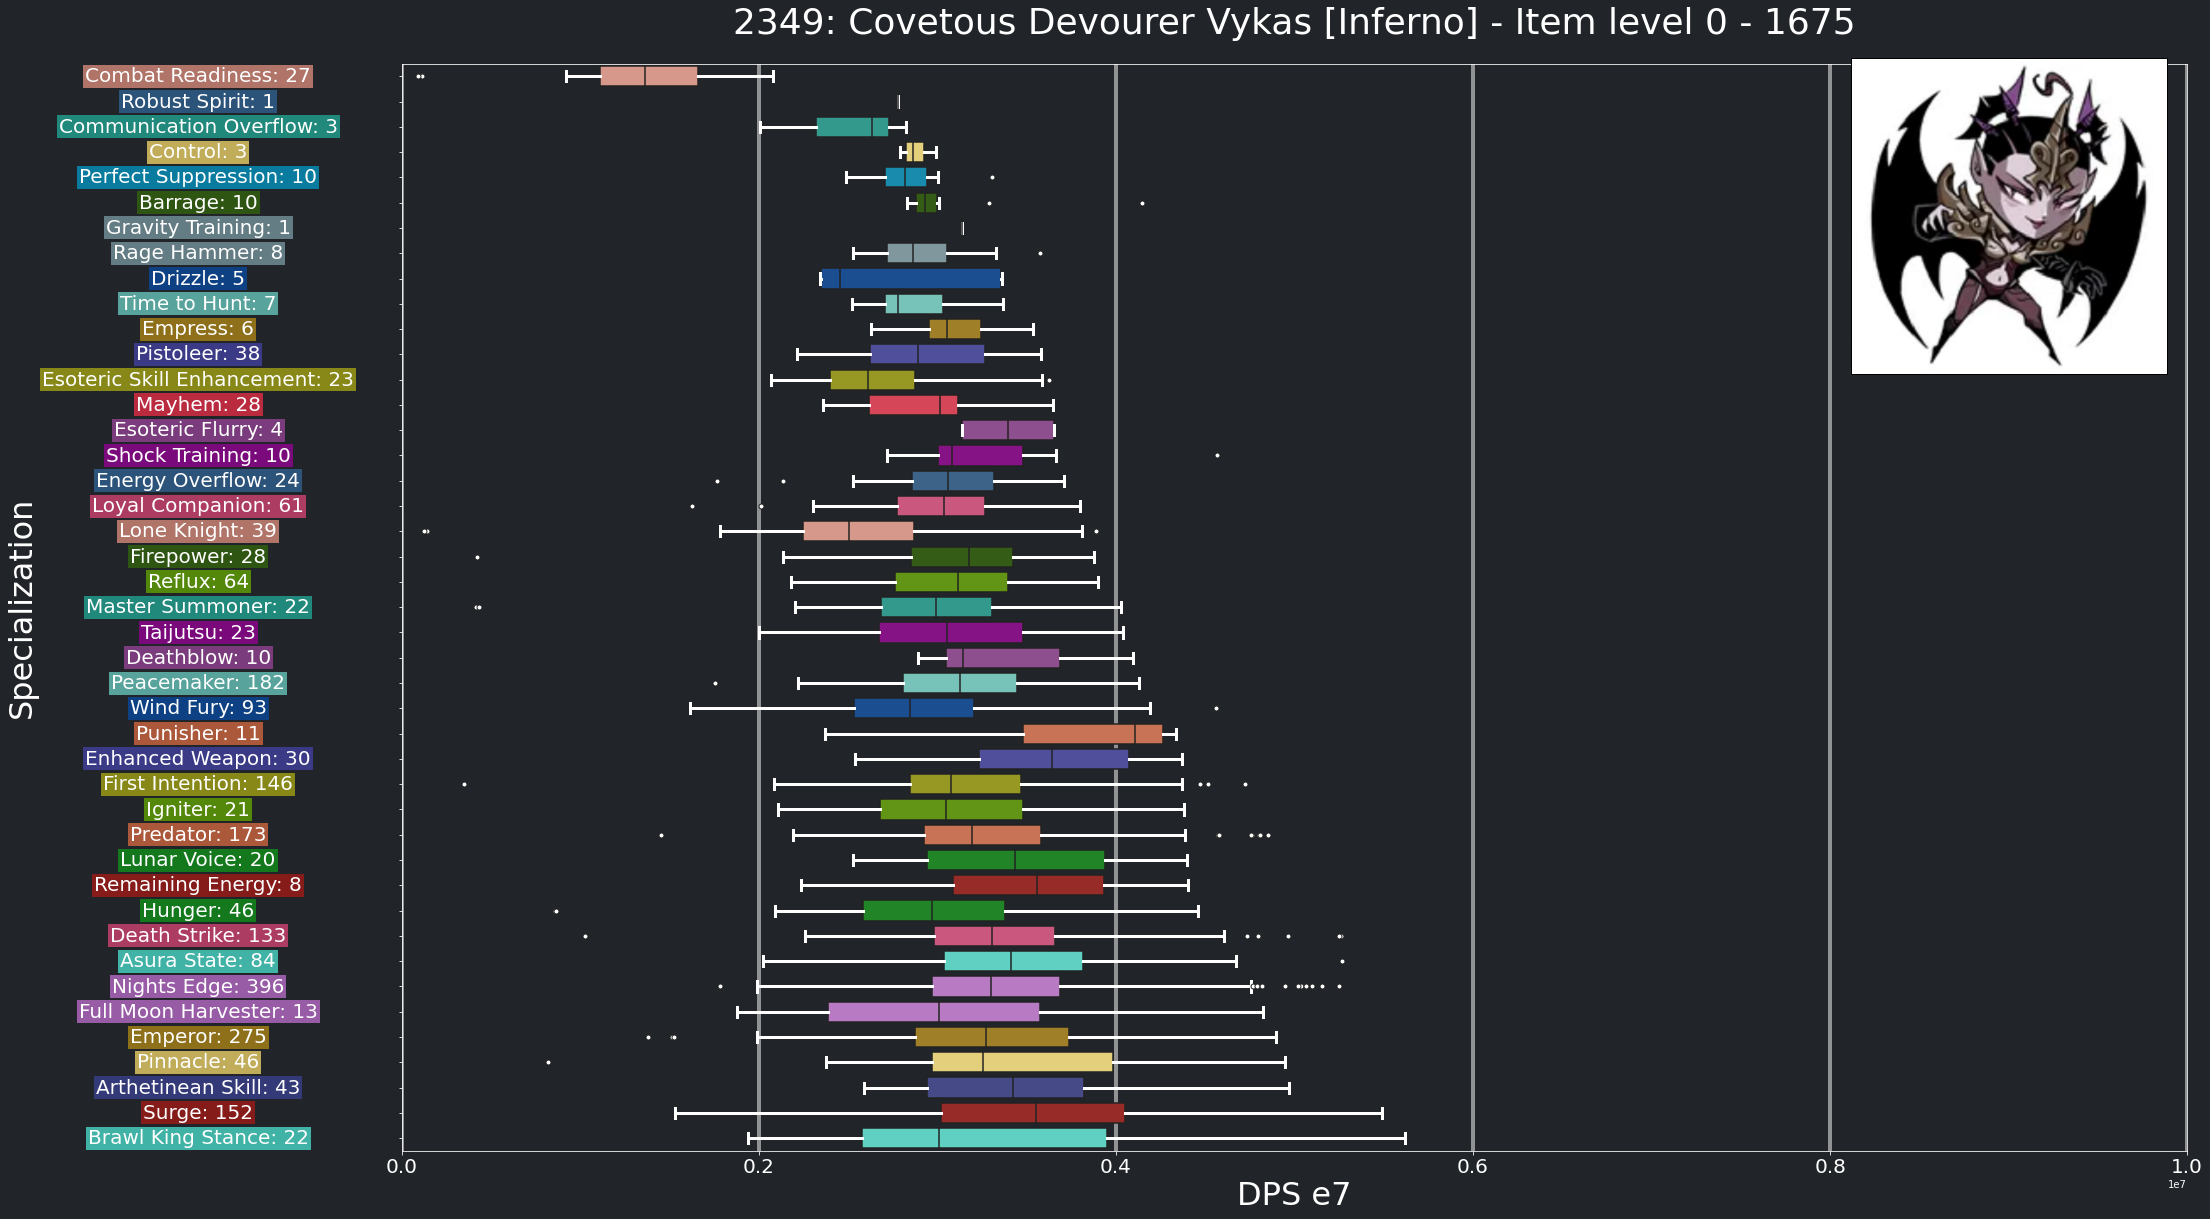 2349: Covetous Devourer Vykas [Inferno] - Item level 0 - 1675
Combat Readiness: 27
Robust Spirit: 1
Communication Overflow: 3
Control: 3
Perfect Suppression: 10
Barrage: 10
Gravity Training: 1
Rage Hammer: 8
Drizzle: 5
Time to Hunt: 7
Empress: 6
Pistoleer: 38
Esoteric Skill Enhancement: 23
Mayhem: 28
Esoteric Flurry: 4
Shock Training: 10
Energy Overflow: 24
Loyal Companion: 61
Lone Knight: 39
Firepower: 28
Reflux: 64
Master Summoner: 22
Taijutsu: 23
Deathblow: 10
Peacemaker: 182
Wind Fury: 93
Punisher: 11
Enhanced Weapon: 30
First Intention: 146
Igniter: 21
Predator: 173
Lunar Voice: 20
Remaining Energy: 8
Hunger: 46
Death Strike: 133
Asura State: 84
Nights Edge: 396
Full Moon Harvester: 13
Emperor: 275
Pinnacle: 46
Arthetinean Skill: 43
Surge: 152
Brawl King Stance: 22
Specialization
0.0 0.2 0.4 0.6 0.8 1.0
1e7
DPS e7